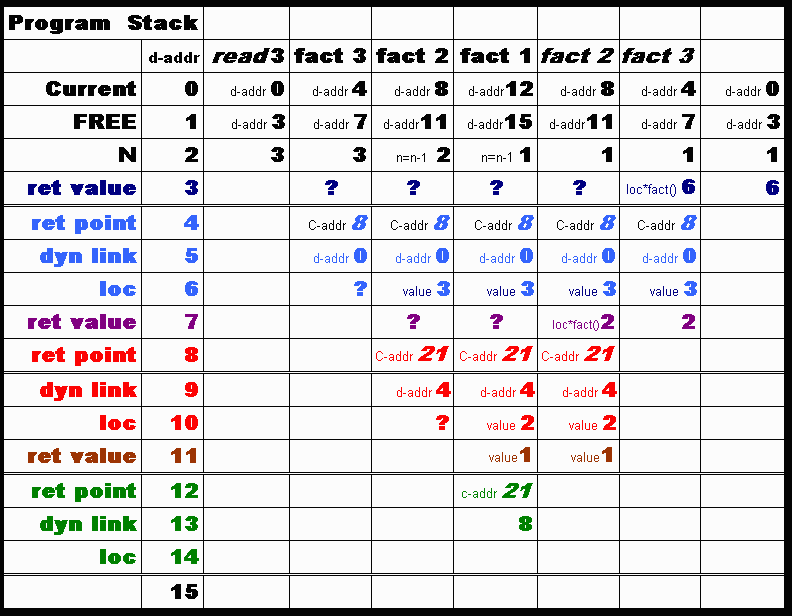 Program Stack
d-addr read 3 fact 3 fact 2 fact 1 fact 2 fact 3
Current 0 d-addr 0 d-addr 4 d-addr 8 d-addr 12 d-addr 8 d-addr 4 d-addr 0
FREE 1 d-addr 3 d-addr 7 d-addr 11 d-addr 15 d-addr 11 d-addr 7 d-addr 3
N 2 3 3 n=n-1 2 n=n-1 1 1 1 1
ret value 3 ? ? ? ? loc*fact() 6 6
ret point 4 C-addr 8 C-addr 8 C-addr 8 C-addr 8 C-addr 8
dyn link 5 d-addr 0 d-addr 0 d-addr 0 d-addr 0 d-addr 0
loc 6 ? value 3 value 3 value 3 value 3
ret value 7 ? ? loc*fact() 2 2
ret point 8 C-addr 21 C-addr 21 C-addr 21
dyn link 9 d-addr 4 d-addr 4 d-addr 4
loc 10 ? value 2 value 2
ret value 11 value 1 value 1
ret point 12 c-addr 21
dyn link 13 8
loc 14
15